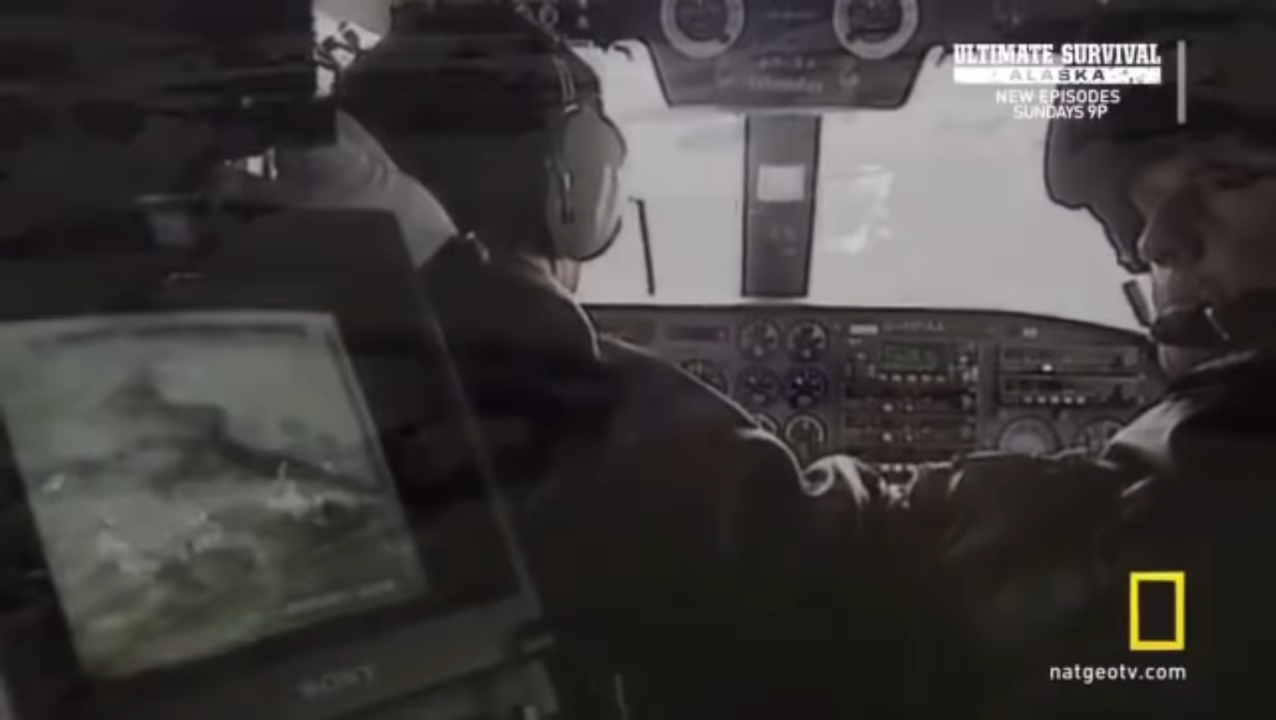 ULTIMATE SURVIVAL
ALASKA
NEW EPISODES
SUNDAYS 9P
SONY
natgeotv.com